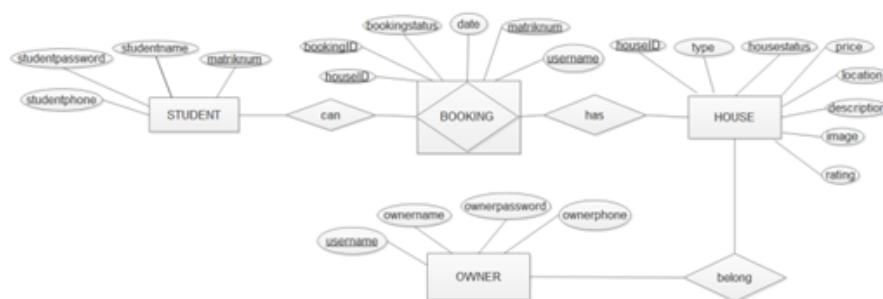 studentpassword
studentname
matriknum
studentphone
STUDENT
can
bookingstatus
date
matriknum
bookingID
username
houseID
BOOKING
has
houseID
type
housestatus
price
location
description
image
rating
HOUSE
belong
username
ownername
ownerpassword
ownerphone
OWNER